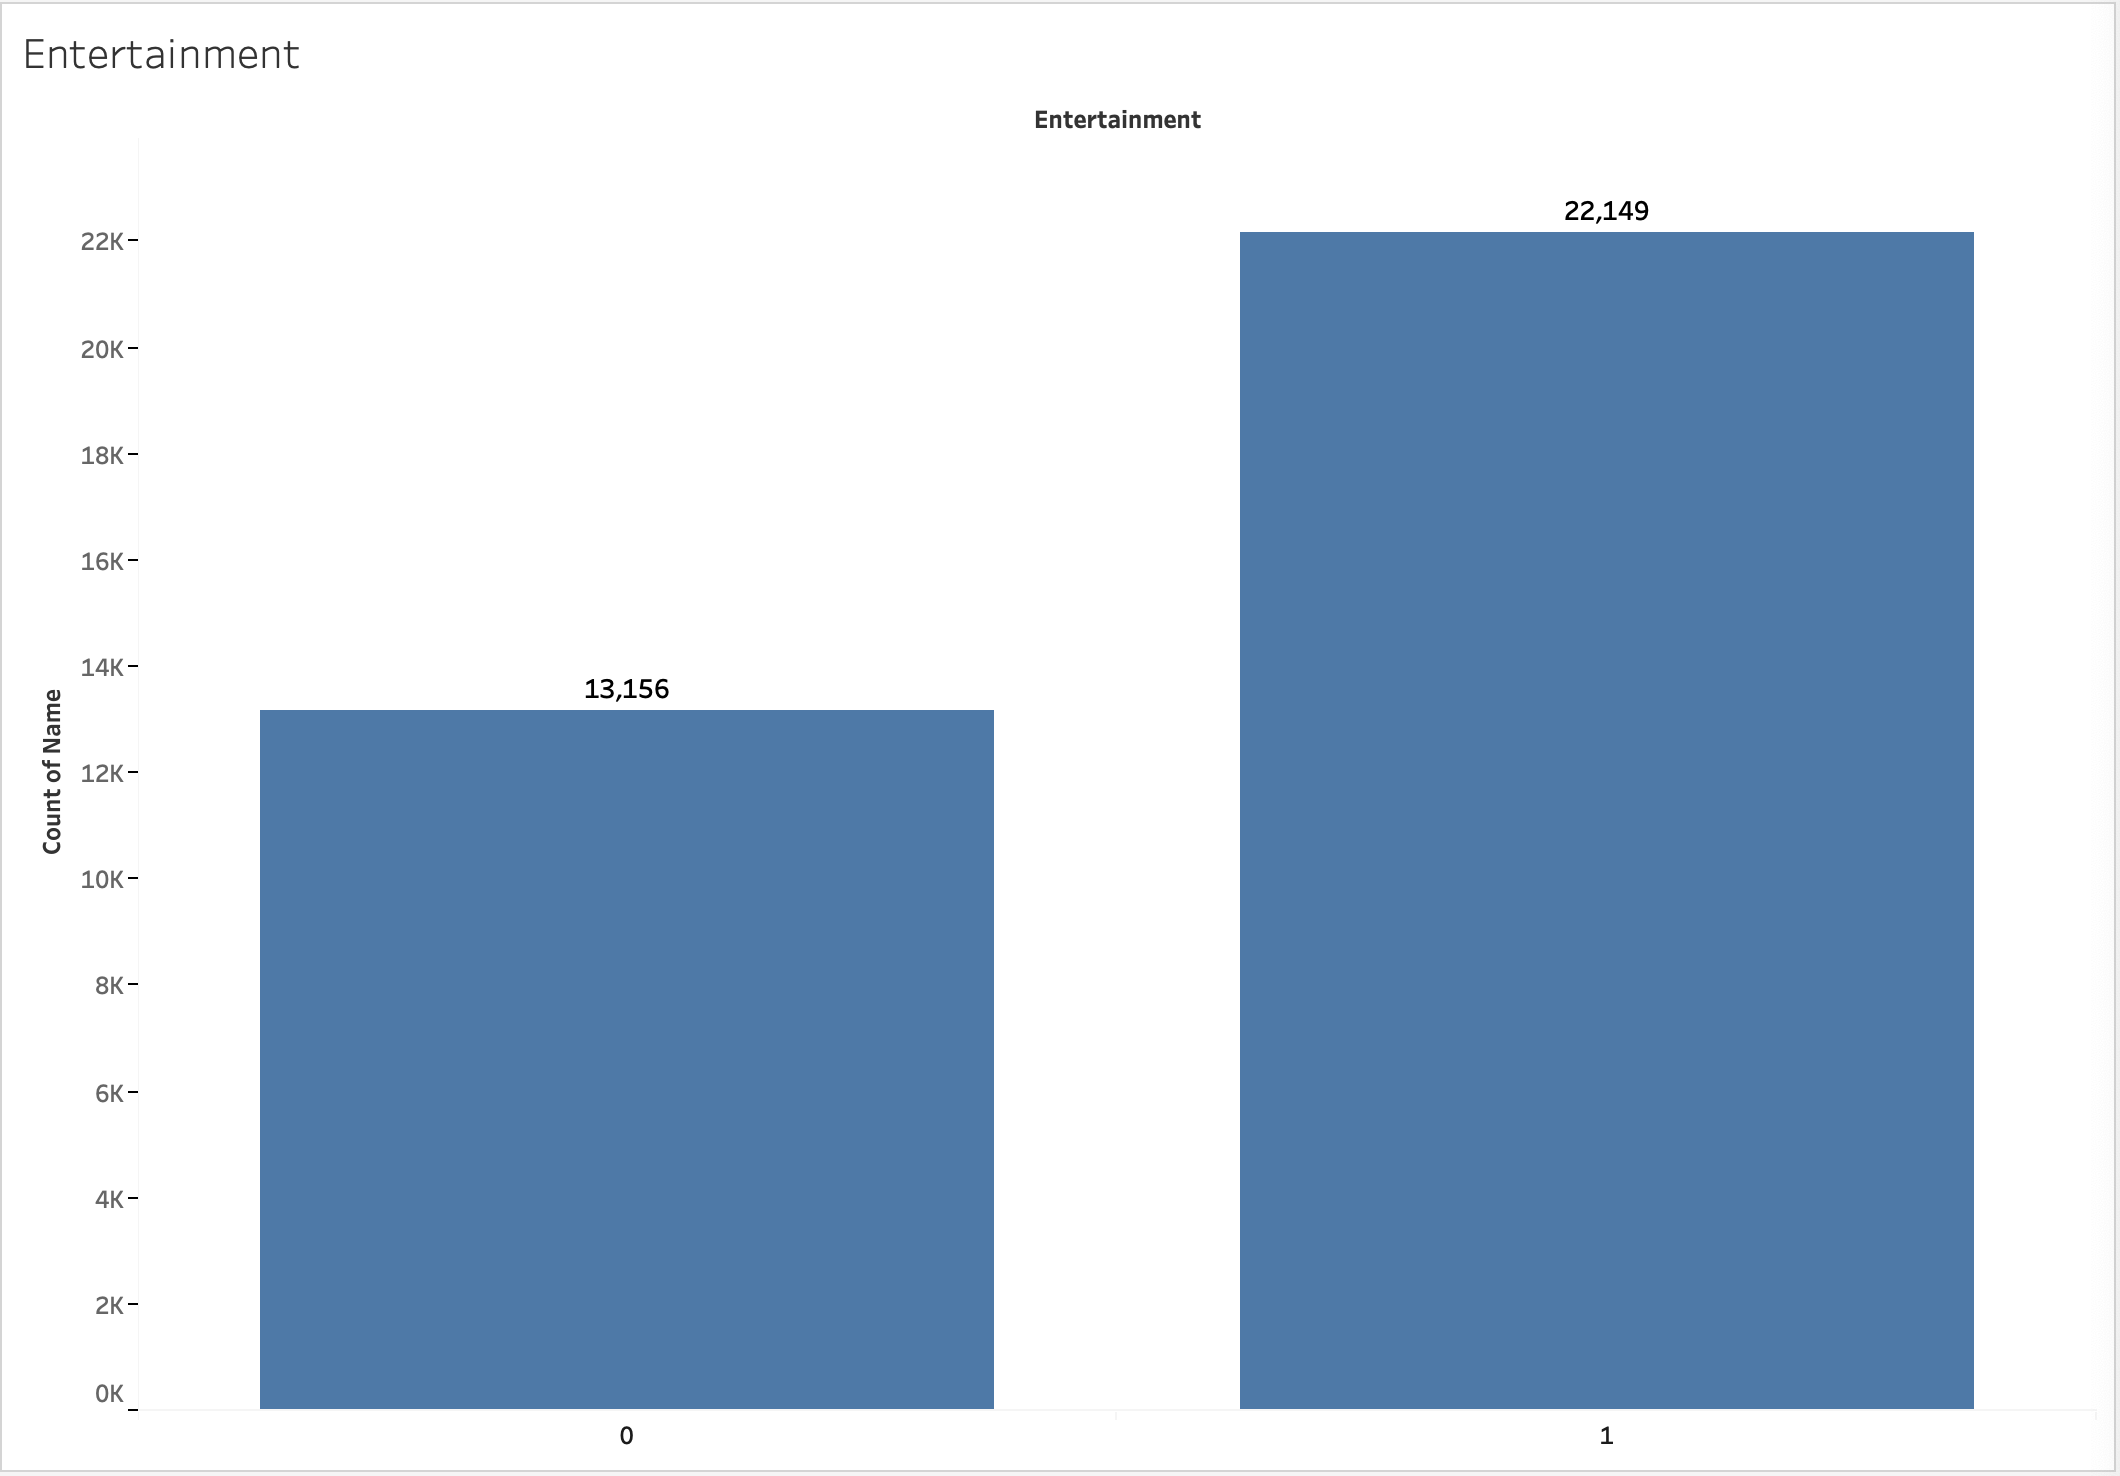 Entertainment
Entertainment
22,149
22K
20K
18K
16K
14K
13,156
12K
Count of Name
10K
8K
6K
4K
2K
0K
0
1